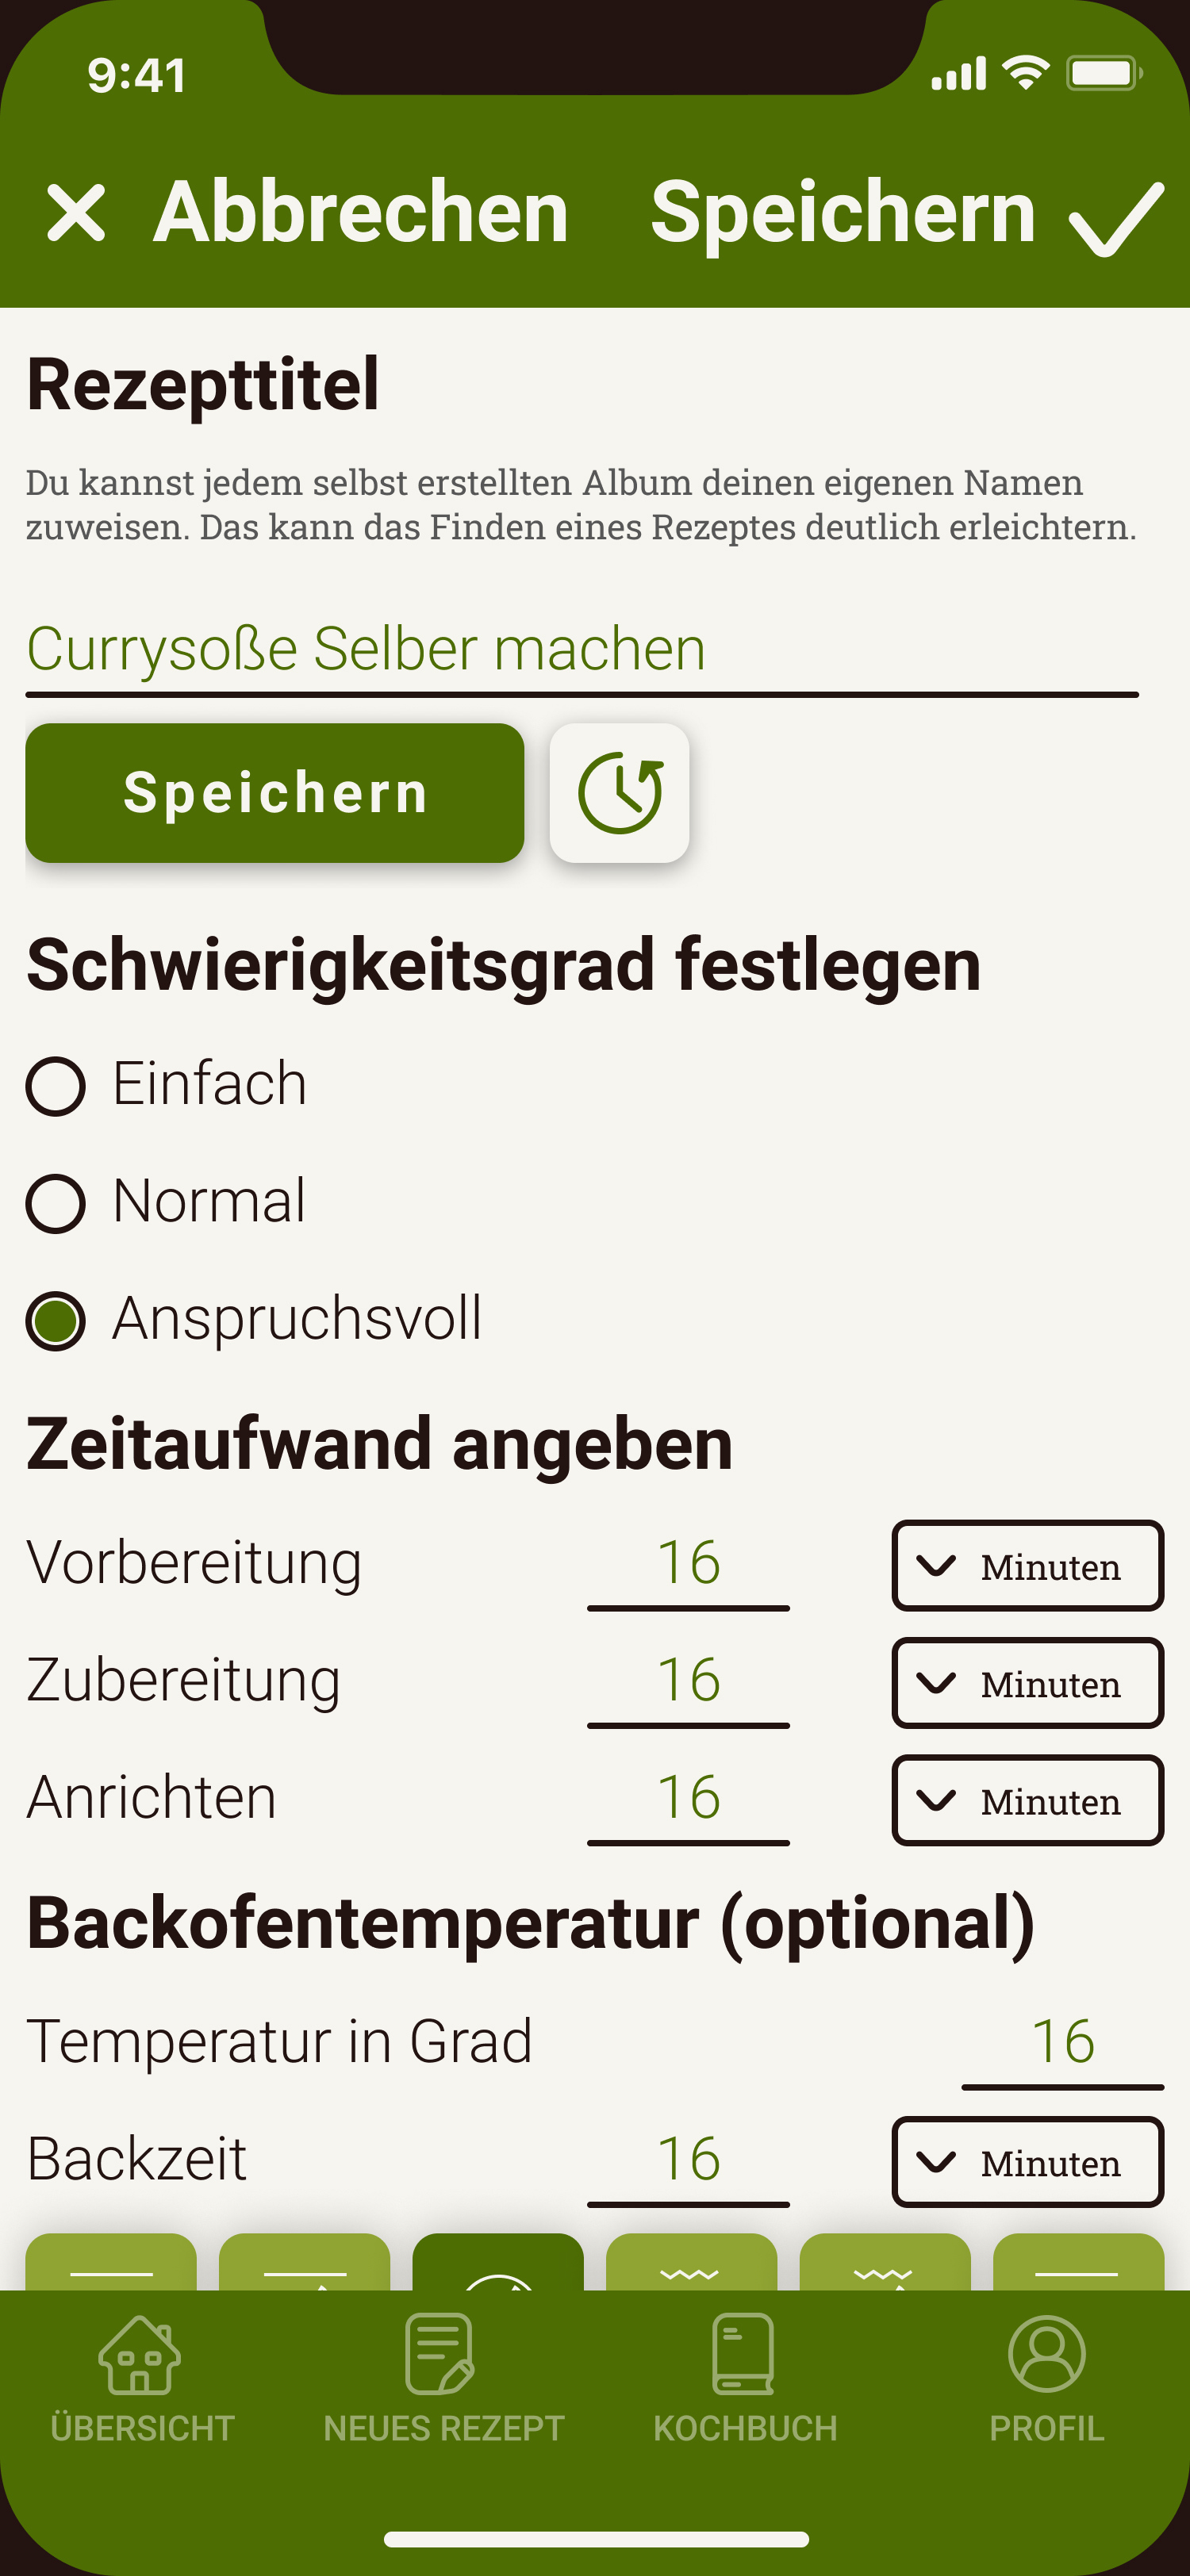 9:41
Abbrechen Speichern
Rezepttitel
Du kannst jedem selbst erstellten Album deinen eigenen Namen
zuweisen. Das kann das Finden eines Rezeptes deutlich erleichtern.
Currysoße Selber machen
Speichern
Schwierigkeitsgrad festlegen
Einfach
Normal
Anspruchsvoll
Zeitaufwand angeben
Vorbereitung 16 Minuten
Zubereitung 16 Minuten
Anrichten 16 Minuten
Backofentemperatur (optional)
Temperatur in Grad 16
Backzeit 16 Minuten
ÜBERSICHT NEUES REZEPT KOCHBUCH PROFIL